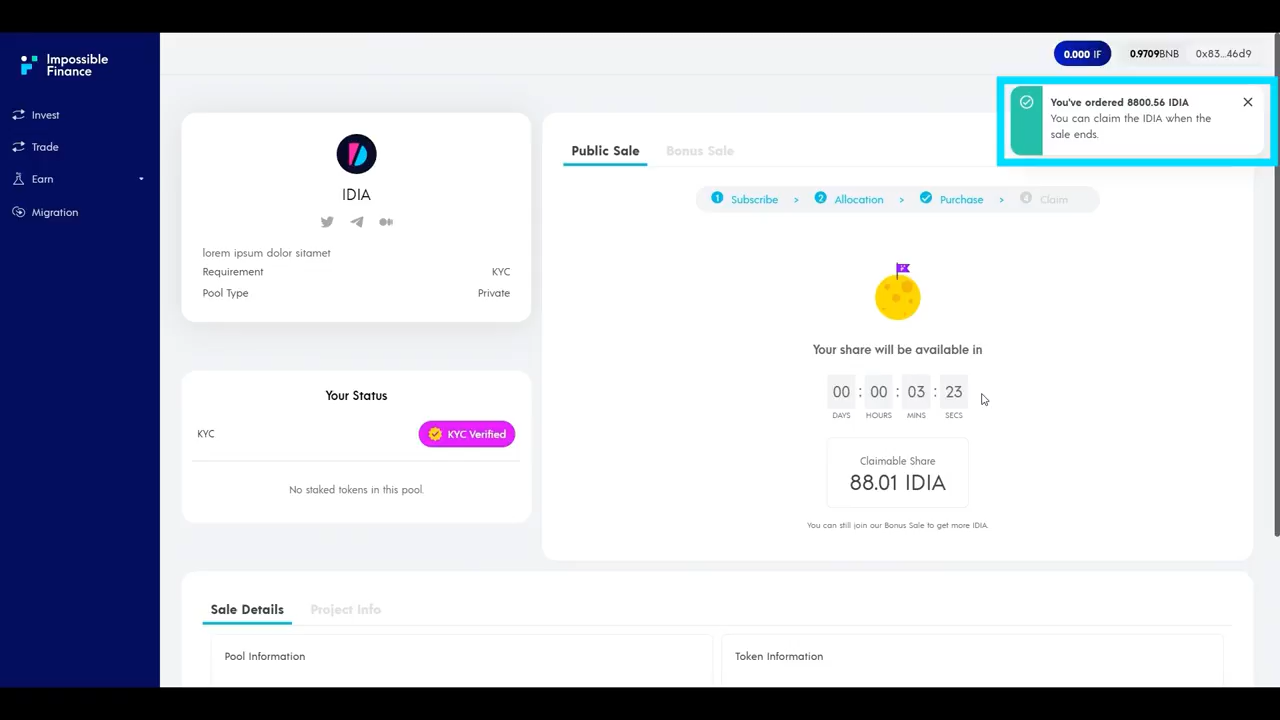 Impossible
Finance
Invest
Trade
Earn
Migration
0.000 IF
0.9709BNB
0x83...46d9
You've ordered 8800.56 IDIA
You can claim the IDIA when the
sale ends.
IDIA
lorem ipsum dolor sitamet
Requirement KYC
Pool Type Private
Your Status
KYC KYC Verified
No staked tokens in this pool.
Public Sale Bonus Sale
1 Subscribe > 2 Allocation > Purchase > 4 Claim
Your share will be available in
00 : 00 : 03 : 23
DAYS HOURS MINS SECS
Claimable Share
88.01 IDIA
You can still join our Bonus Sale to get more IDIA.
Sale Details Project Info
Pool Information
Token Information